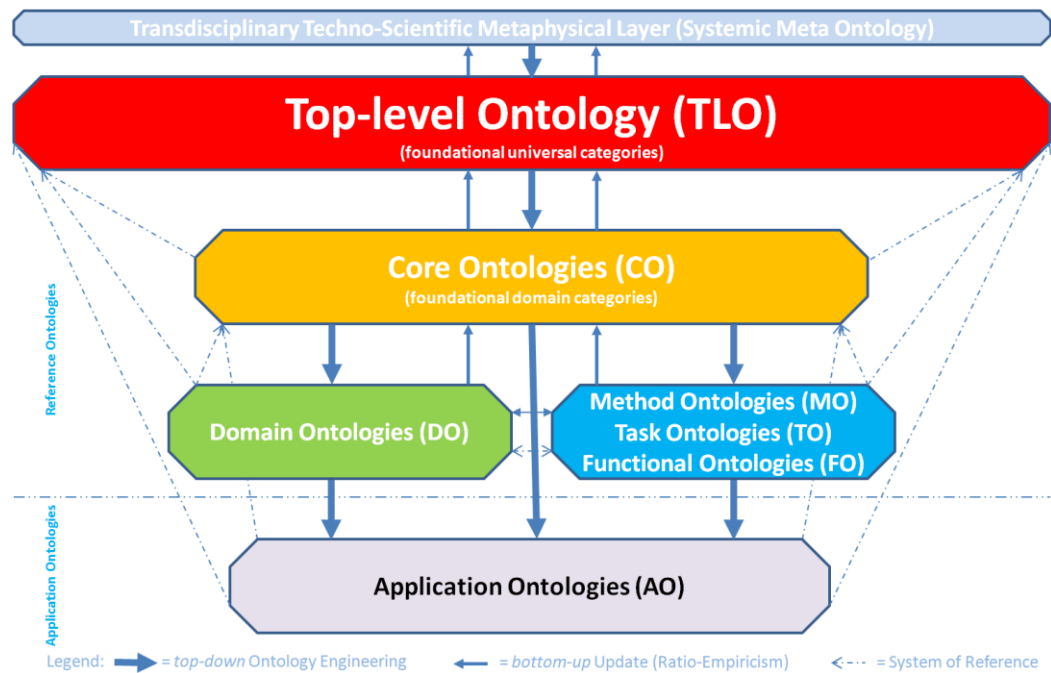 Transdisciplinary Techno-Scientific Metaphysical Layer (Systemic Meta Ontology)
Top-level Ontology (TLO)
(foundational universal categories)
Core Ontologies (CO)
(foundational domain categories)
Reference Ontologies
Domain Ontologies (DO)
Method Ontologies (MO)
Task Ontologies (TO)
Functional Ontologies (FO)
Application Ontologies
Application Ontologies (AO)
Legend: = top-down Ontology Engineering = bottom-up Update (Ratio-Empiricism) = System of Reference